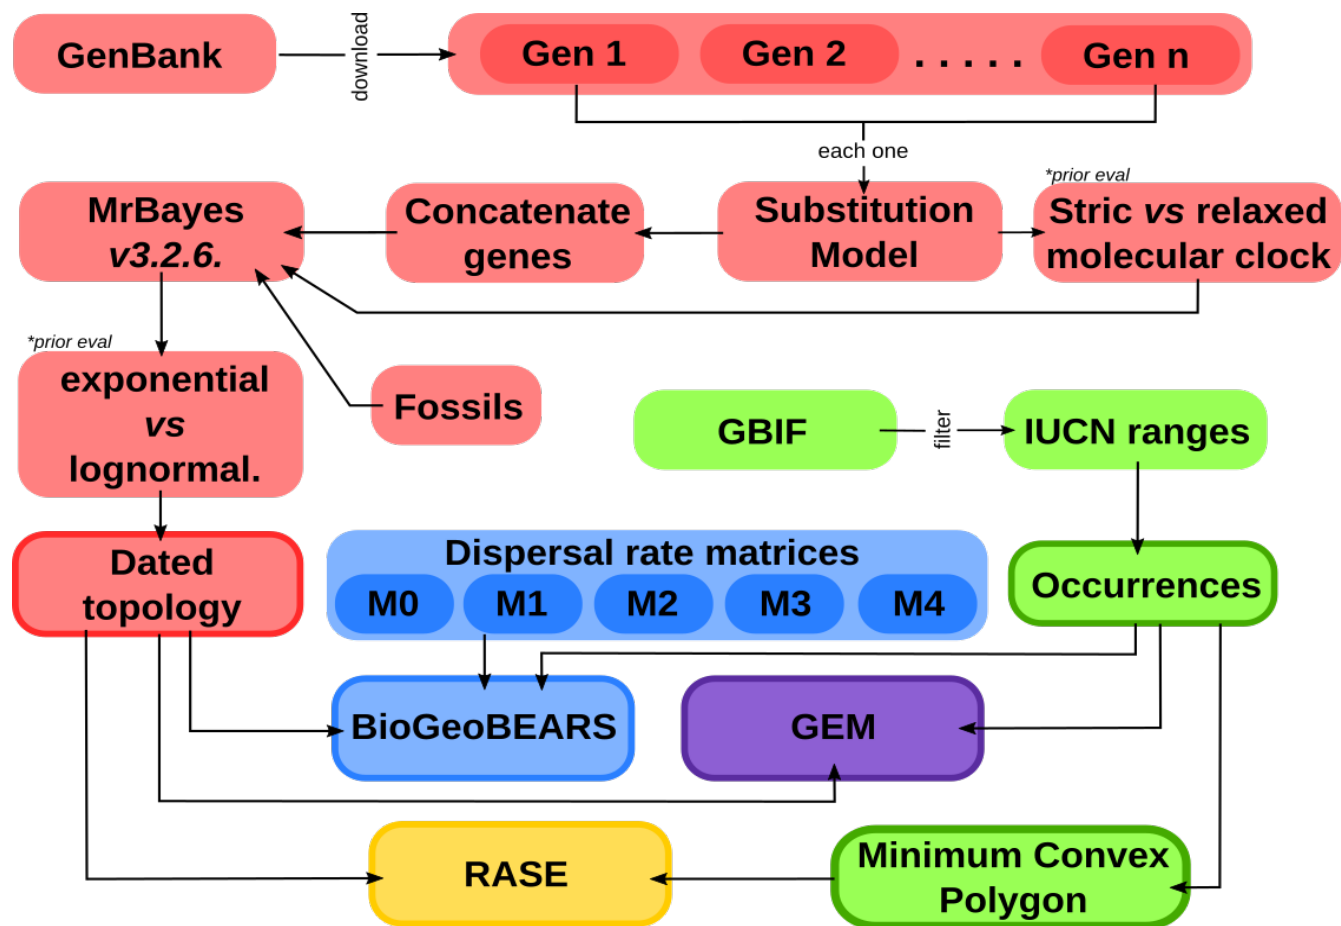 GenBank
download
Gen 1
Gen 2
. . . . .
Gen n
each one
*prior eval
MrBayes
v3.2.6.
Concatenate
genes
Substitution
Model
Stric vs relaxed
molecular clock
*prior eval
exponential
vs
lognormal.
Fossils
GBIF
filter
IUCN ranges
Dated
topology
Dispersal rate matrices
M0
M1
M2
M3
M4
Occurrences
BioGeoBEARS
GEM
RASE
Minimum Convex
Polygon